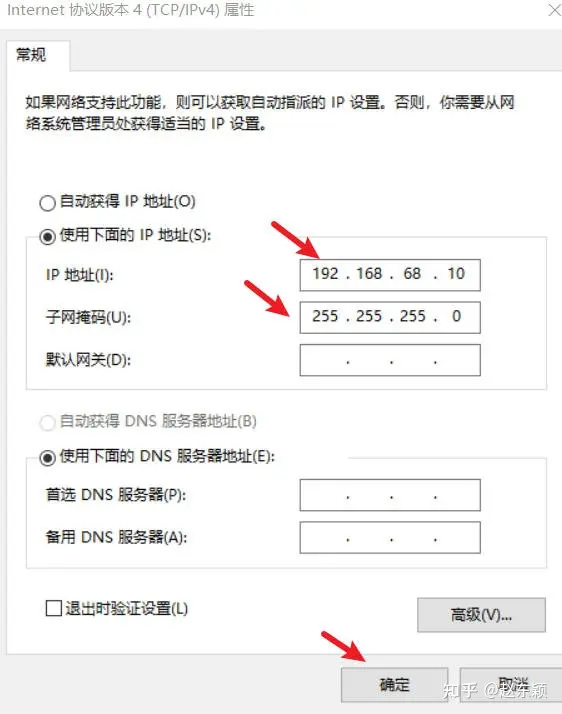 Internet 协议版本 4 (TCP/IPv4) 属性
常规
如果网络支持此功能，则可以获取自动指派的 IP 设置。否则，你需要从网
络系统管理员处获得适当的 IP 设置。
自动获得 IP 地址(O)
使用下面的 IP 地址(S):
IP 地址(I): 192 . 168 . 68 . 10
子网掩码(U): 255 . 255 . 255 . 0
默认网关(D): . . .
自动获得 DNS 服务器地址(B)
使用下面的 DNS 服务器地址(E):
首选 DNS 服务器(P): . . .
备用 DNS 服务器(A): . . .
退出时验证设置(L)
高级(V)...
确定 取消
知乎 @赵东颖